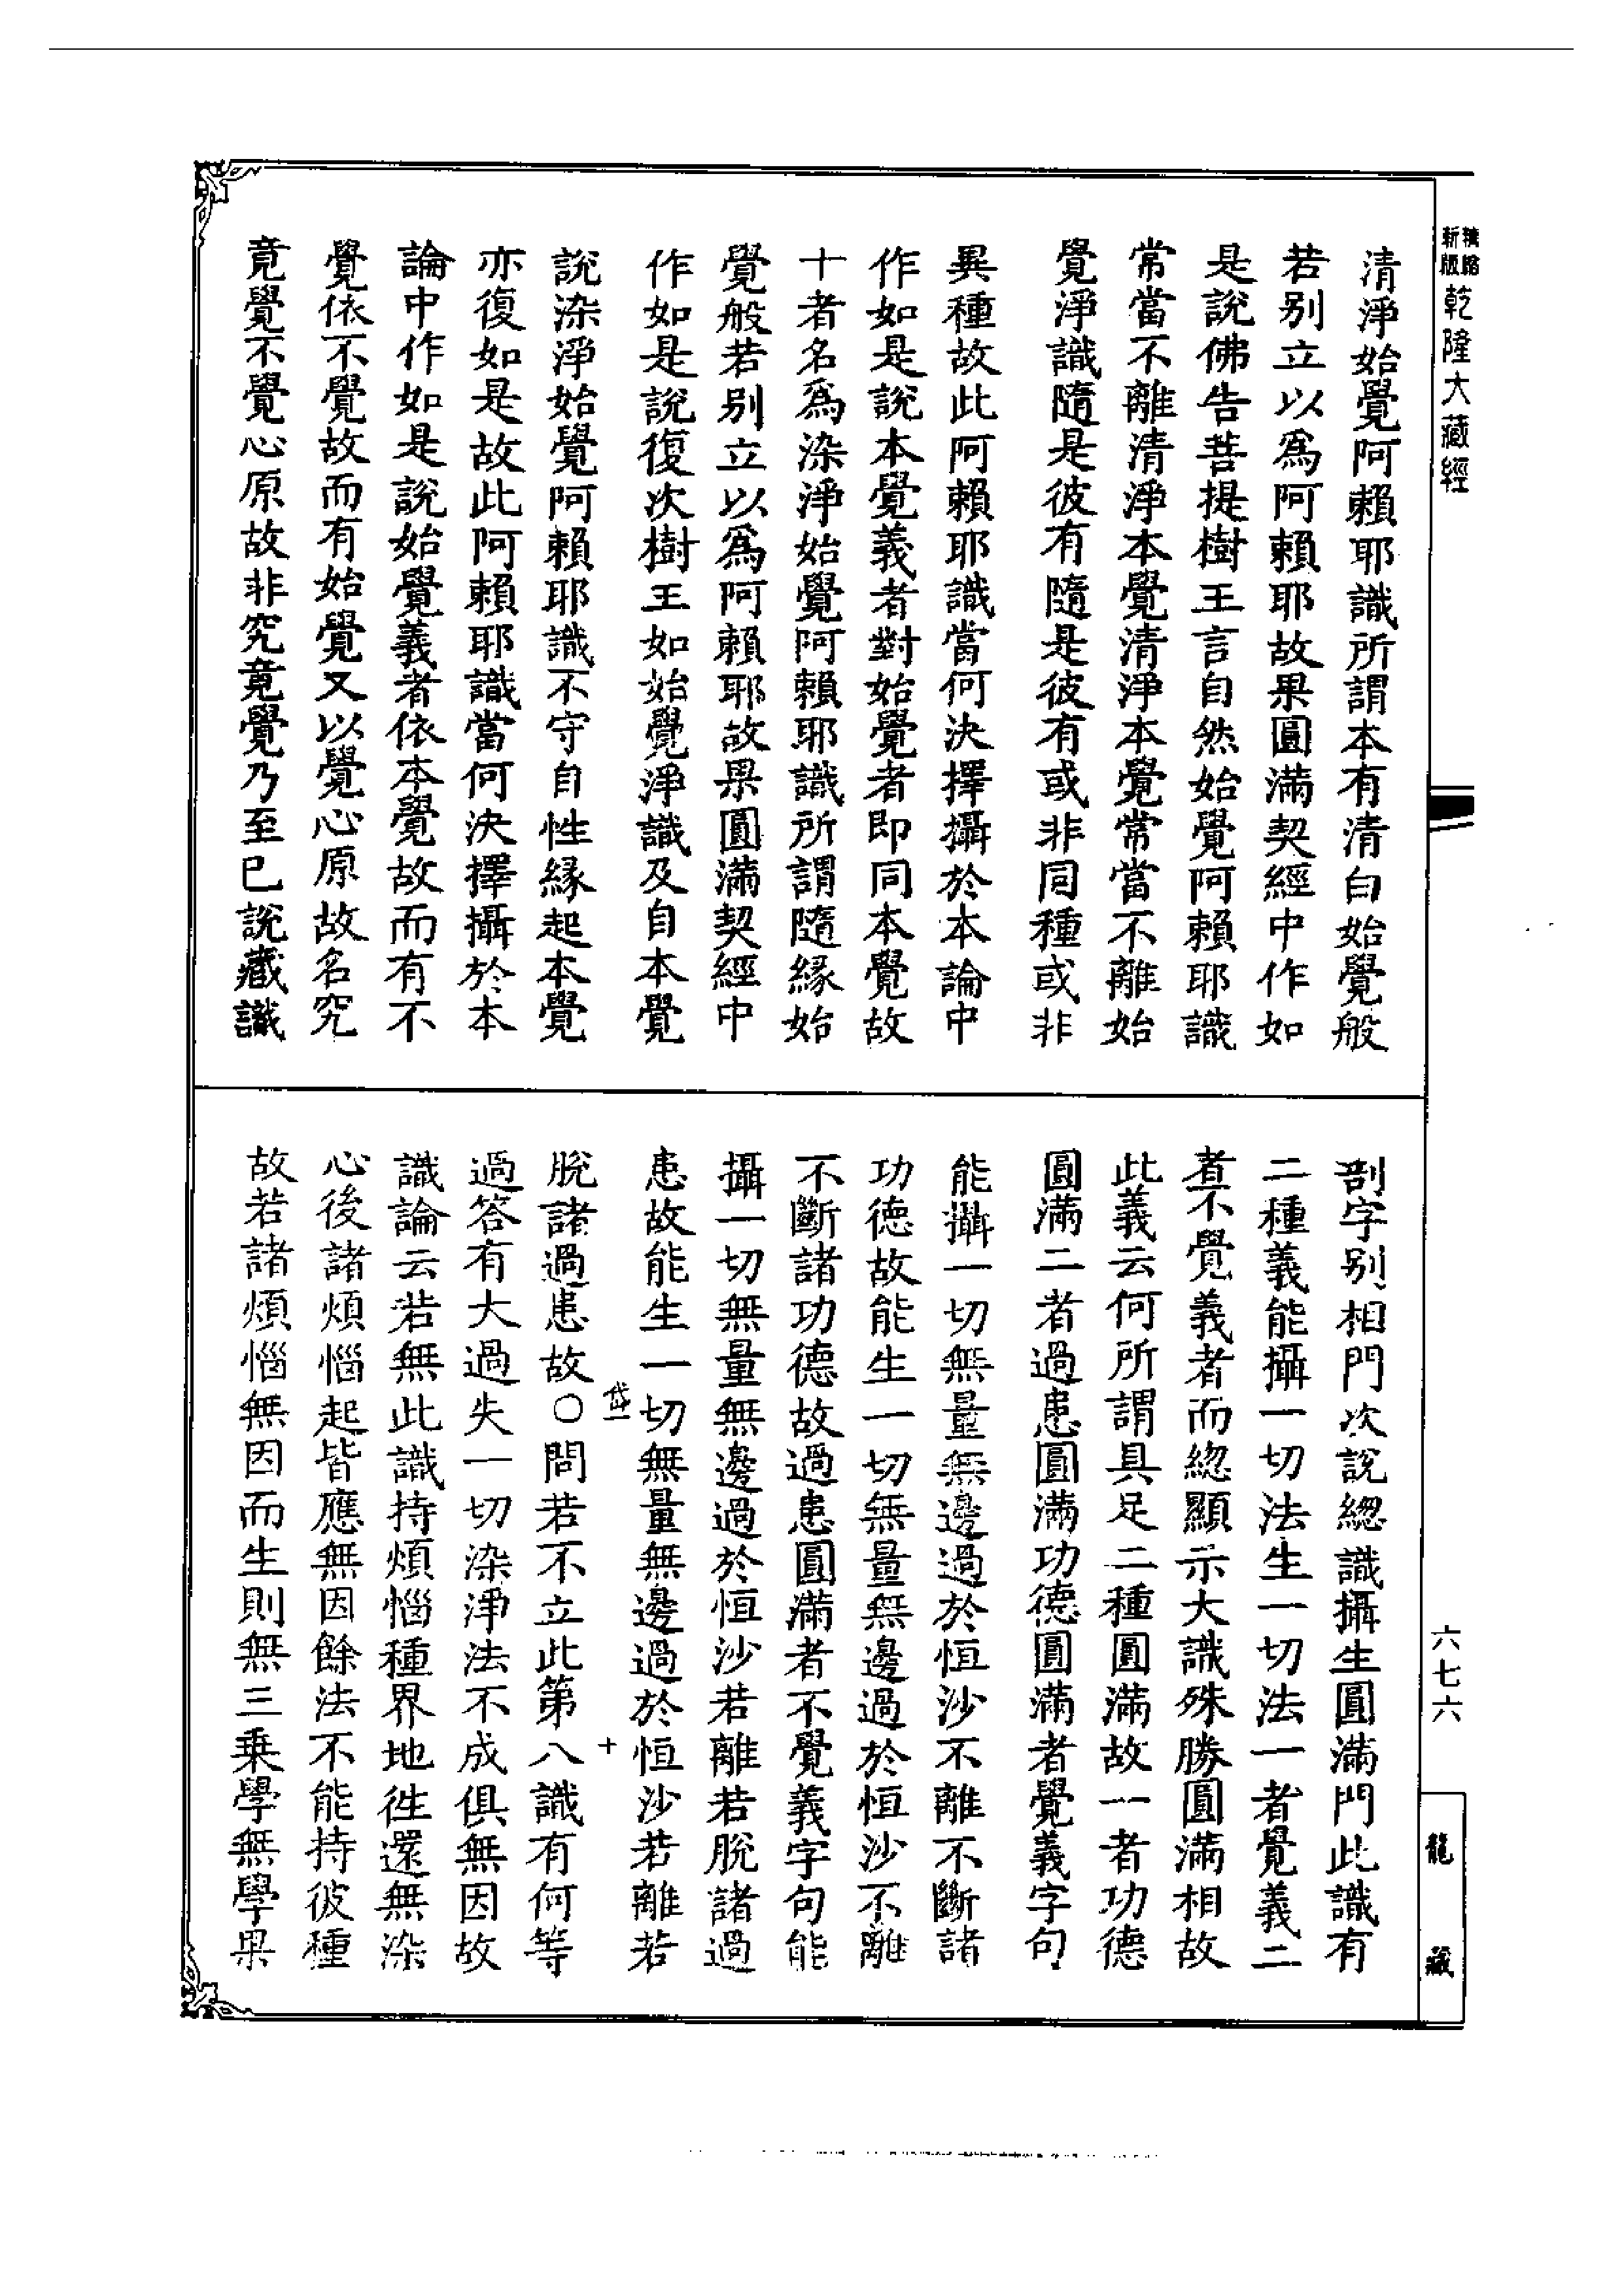 精縮
新版
乾隆大藏經
清淨始覺阿賴耶識所謂本有清白始覺般
若别立以爲阿賴耶故果圓滿契經中作如
是說佛告菩提樹王言自然始覺阿賴耶識
常當不離清淨本覺清淨本覺常當不離始
覺淨識隨是彼有隨是彼有或非同種或非
異種故此阿賴耶識當何決擇攝於本論中
作如是說本覺義者對始覺者即同本覺故
十者名爲染淨始覺阿賴耶識所謂隨緣始
覺般若别立以爲阿賴耶故果圓滿契經中
作如是說復次樹王如始覺淨識及自本覺
說染淨始覺阿賴耶識不守自性緣起本覺
亦復如是故此阿賴耶識當何決擇攝於本
論中作如是說始覺義者依本覺故而有不
覺依不覺故而有始覺又以覺心原故名究
竟覺不覺心原故非究竟覺乃至已說藏識
剖字别相門次說總識攝生圓滿門此識有
二種義能攝一切法生一切法一者覺義二
者不覺義者而總顯示大識殊勝圓滿相故
此義云何所謂具足二種圓滿故一者功德
圓滿二者過患圓滿功德圓滿者覺義字句
能攝一切無量無邊過於恒沙不離不斷諸
功德故能生一切無量無邊過於恒沙不離
不斷諸功德故過患圓滿者不覺義字句能
攝一切無量無邊過於恒沙若離若脫諸過
患故能生一切無量無邊過於恒沙若離若
十
脫諸過患故○問若不立此第八識有何等
過答有大過失一切染淨法不成俱無因故
識論云若無此識持煩惱種界地徃還無染
心後諸煩惱起皆應無因餘法不能持彼種
故若諸煩惱無因而生則無三乗學無學果
六七六
龍藏